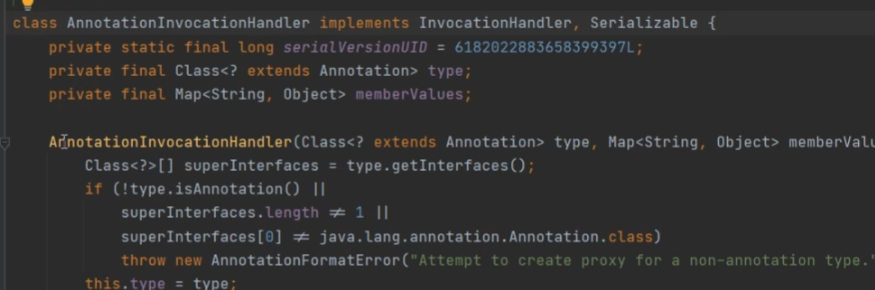 class AnnotationInvocationHandler implements InvocationHandler, Serializable {
private static final long serialVersionUID = 6182022883658399397L;
private final Class<? extends Annotation> type;
private final Map<String, Object> memberValues;
AnnotationInvocationHandler(Class<? extends Annotation> type, Map<String, Object> memberValu
Class<?>[] superInterfaces = type.getInterfaces();
if (!type.isAnnotation() ||
superInterfaces.length ≠ 1 ||
superInterfaces[0] ≠ java.lang.annotation.Annotation.class)
throw new AnnotationFormatError("Attempt to create proxy for a non-annotation type."
this.type = type;